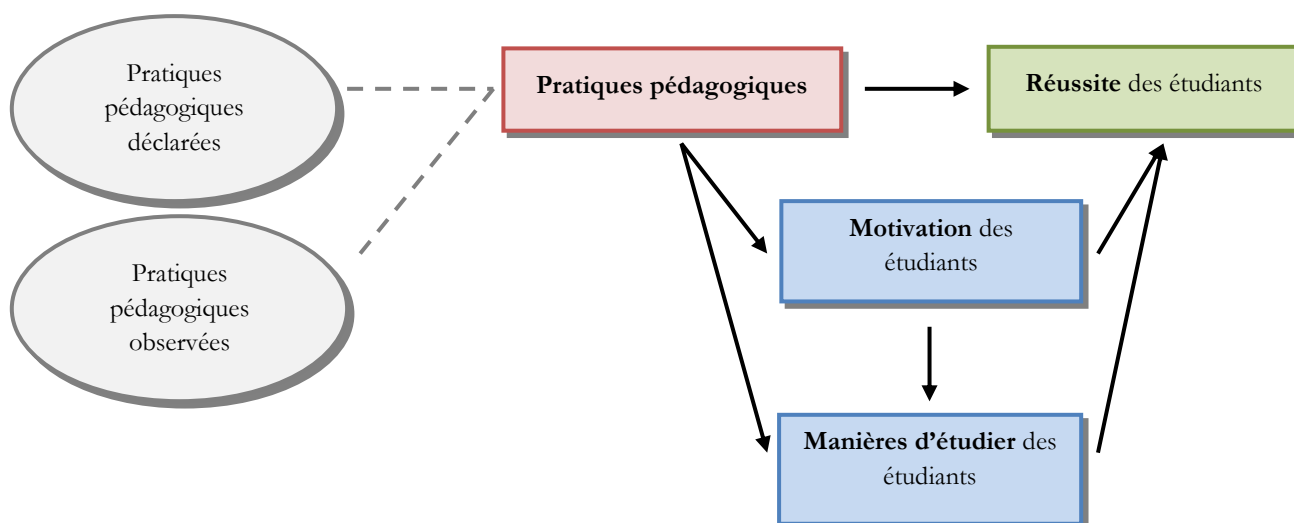 Pratiques
pédagogiques
déclarées
Pratiques
pédagogiques
observées
Pratiques pédagogiques
Réussite des étudiants
Motivation des
étudiants
Manières d’étudier des
étudiants